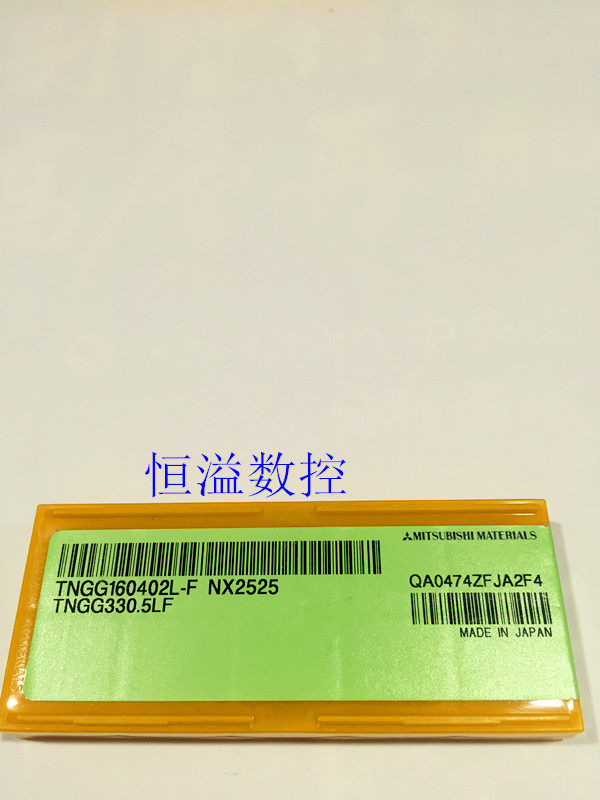 恒溢数控
MITSUBISHI MATERIALS
TNGG160402L-F NX2525
TNGG330.5LF
QA0474ZFJA2F4
MADE IN JAPAN